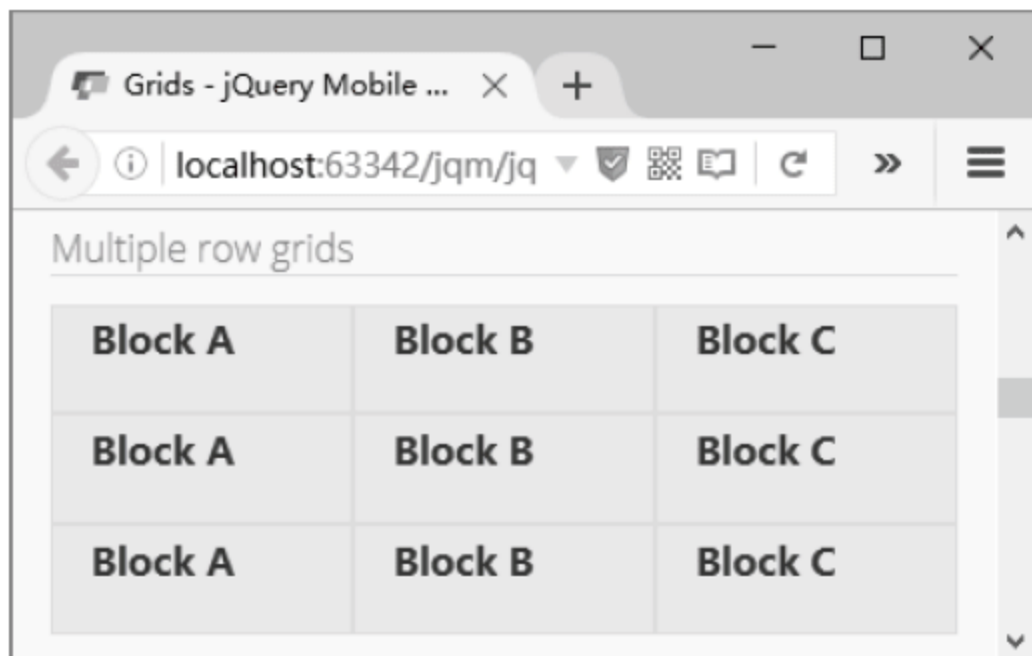 Grids - jQuery Mobile ...
localhost:63342/jqm/jq
Multiple row grids
Block A Block B Block C
Block A Block B Block C
Block A Block B Block C